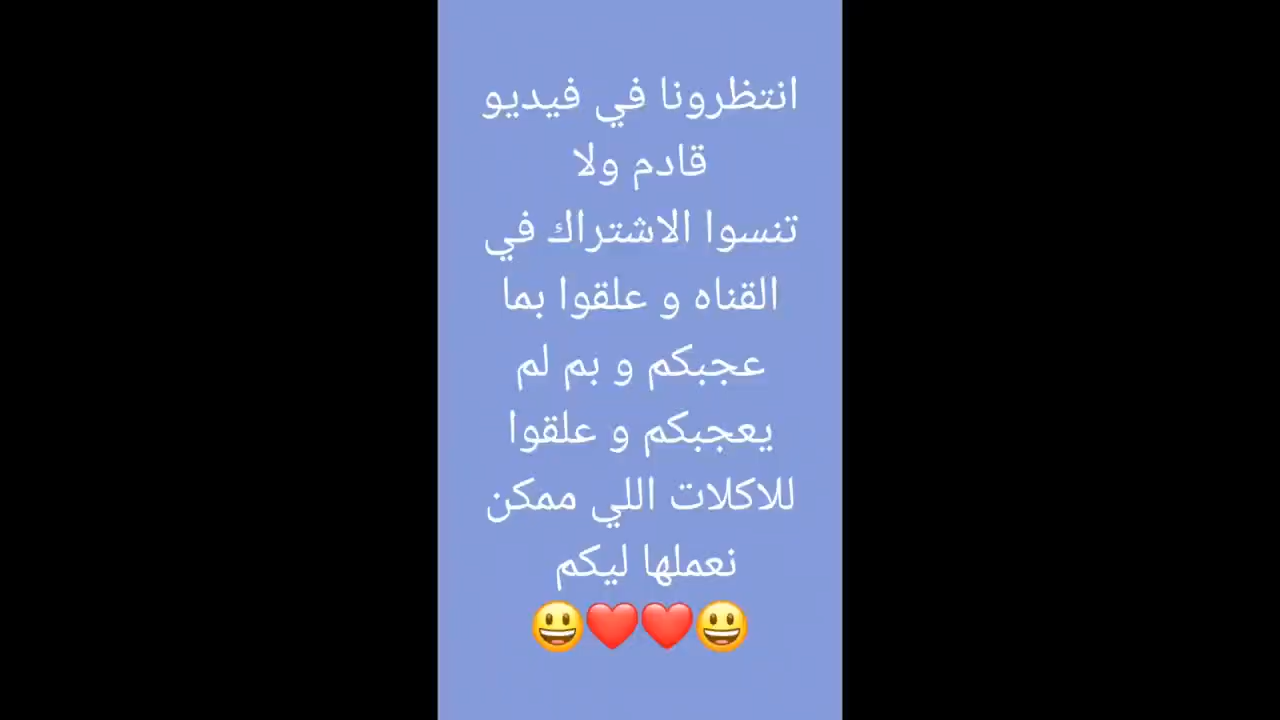 انتظرونا في فيديو
قادم ولا
تنسوا الاشتراك في
القناه و علقوا بما
عجبكم و بم لم
يعجبكم و علقوا
للاكلات اللي ممكن
نعملها ليكم
😃❤️❤️😃